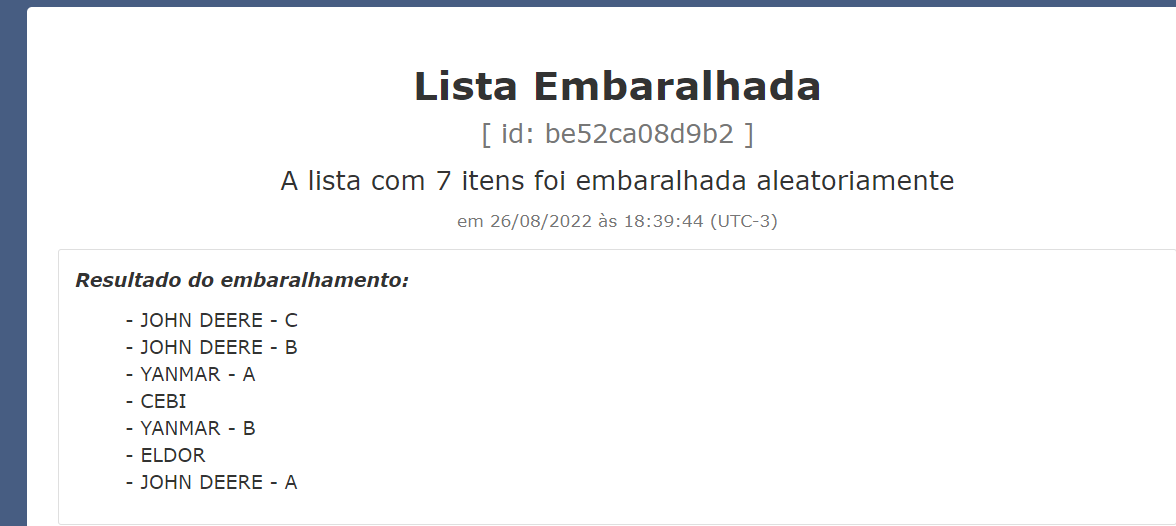 Lista Embaralhada
[ id: be52ca08d9b2 ]
A lista com 7 itens foi embaralhada aleatoriamente
em 26/08/2022 às 18:39:44 (UTC-3)
Resultado do embaralhamento:
- JOHN DEERE - C
- JOHN DEERE - B
- YANMAR - A
- CEBI
- YANMAR - B
- ELDOR
- JOHN DEERE - A